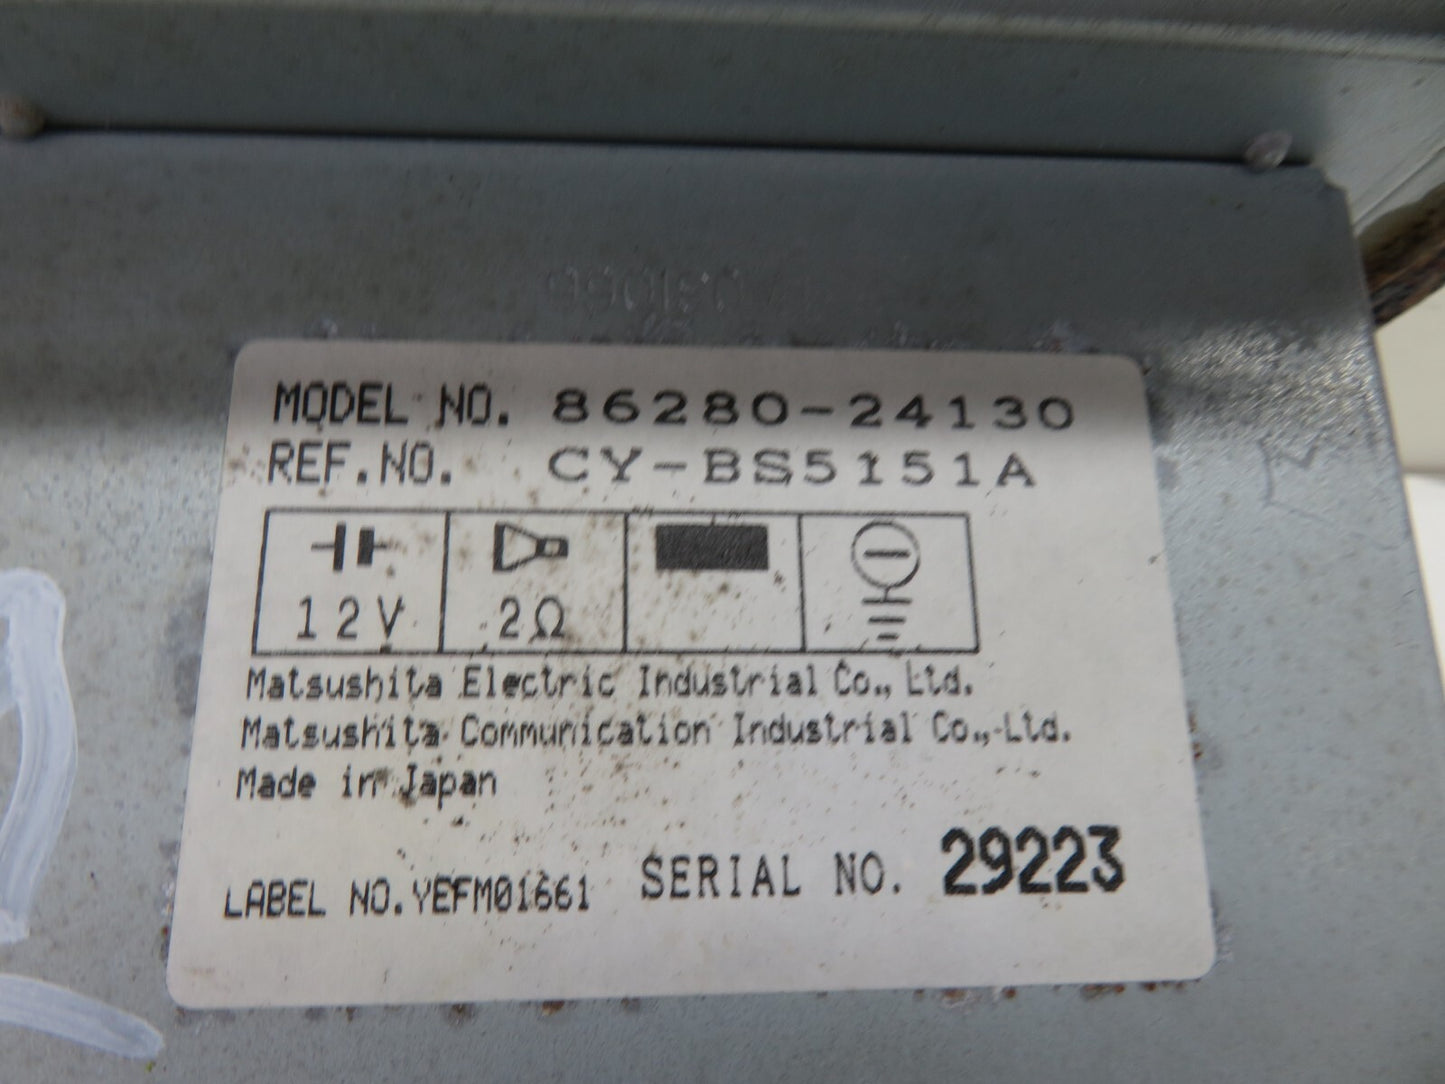 MODEL NO. 86280-24130
REF.NO. CY-BS5151A
12V 2Ω
Matsushita Electric Industrial Co., Ltd.
Matsushita Communication Industrial Co., Ltd.
Made in Japan
LABEL NO.YEFM01661 SERIAL NO. 29223